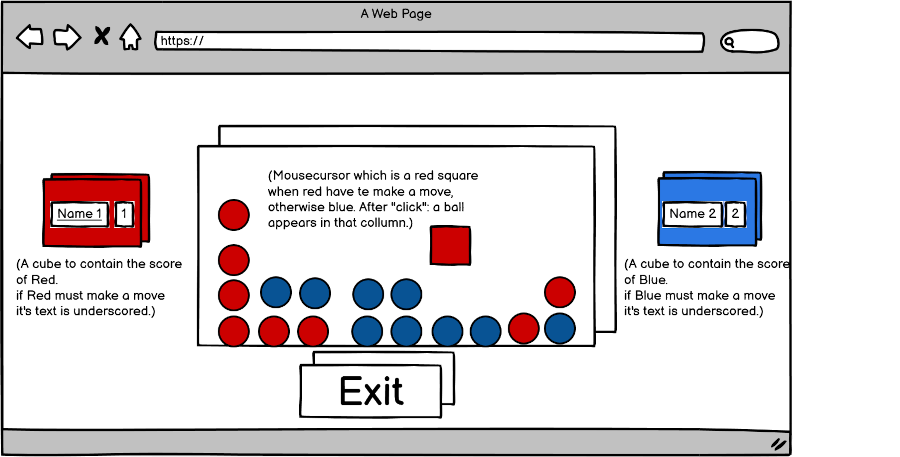 A Web Page
https://
(Mousecursor which is a red square
when red have te make a move,
otherwise blue. After "click": a ball
appears in that collumn.)
Name 1 1
(A cube to contain the score
of Red.
if Red must make a move
it's text is underscored.)
Name 2 2
(A cube to contain the score
of Blue.
if Blue must make a move
it's text is underscored.)
Exit